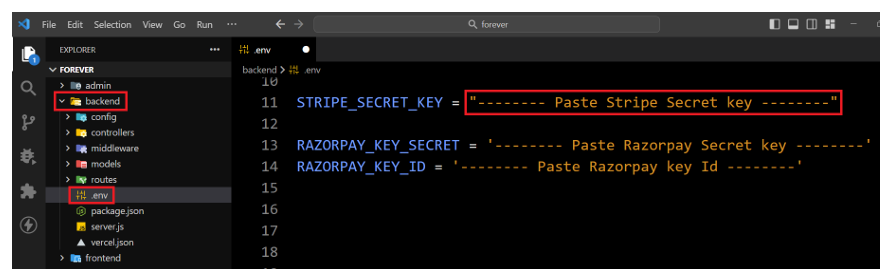 File Edit Selection View Go Run ··· forever
EXPLORER ···
FOREVER
admin
backend
config
controllers
middleware
models
routes
.env
package.json
server.js
vercel.json
frontend
1
.env
backend > .env
10
11 STRIPE_SECRET_KEY = "-------- Paste Stripe Secret key --------"
12
13 RAZORPAY_KEY_SECRET = '-------- Paste Razorpay Secret key --------'
14 RAZORPAY_KEY_ID = '-------- Paste Razorpay key Id --------'
15
16
17
18